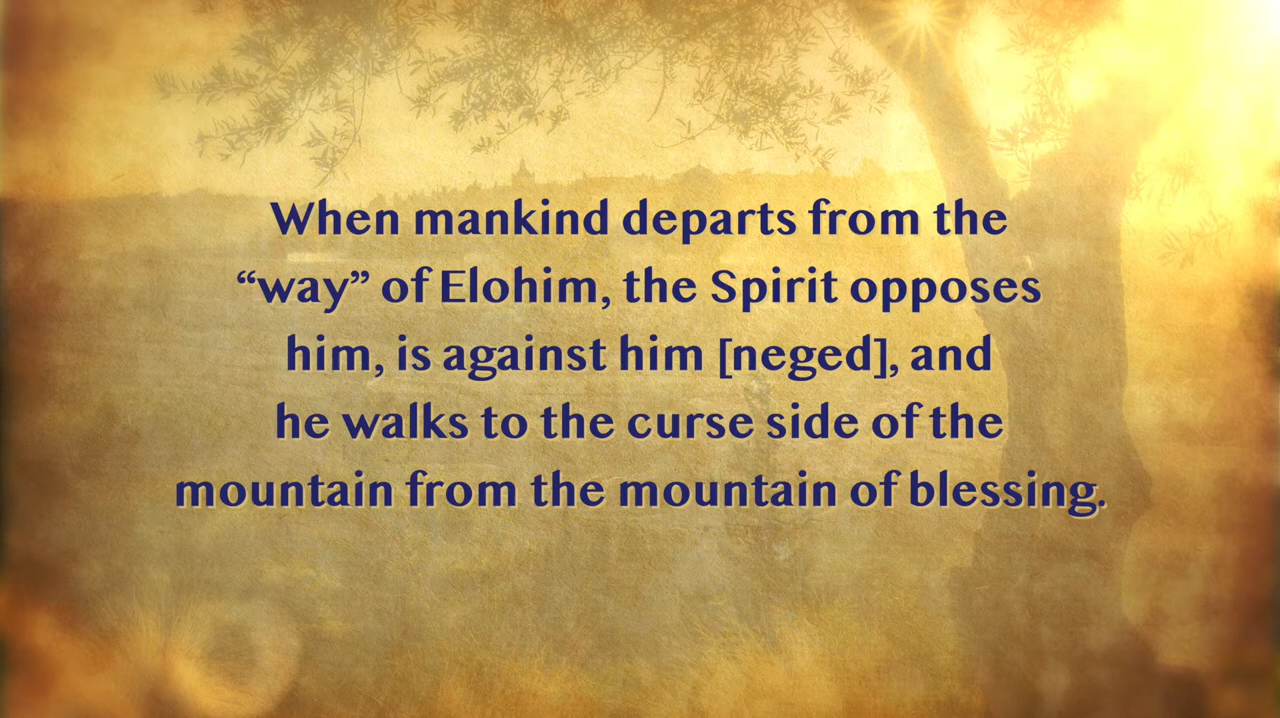 When mankind departs from the
“way” of Elohim, the Spirit opposes
him, is against him [neged], and
he walks to the curse side of the
mountain from the mountain of blessing.